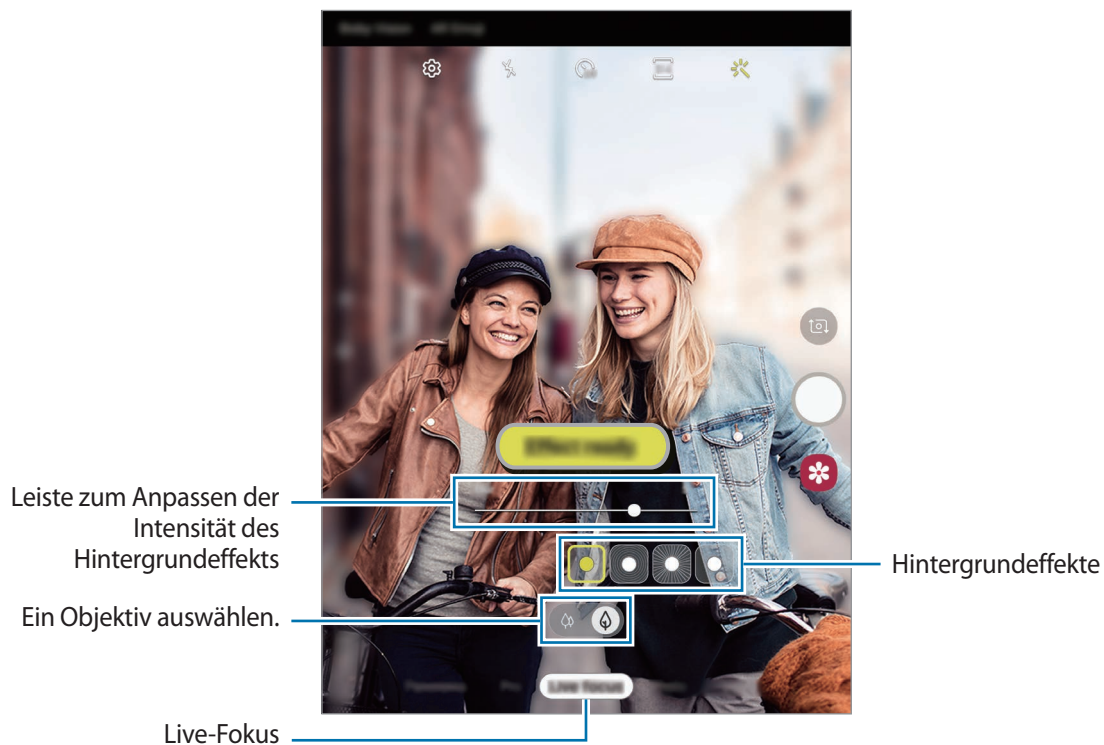 Leiste zum Anpassen der
Intensität des
Hintergrundeffekts
Hintergrundeffekte
Ein Objektiv auswählen.
Live-Fokus